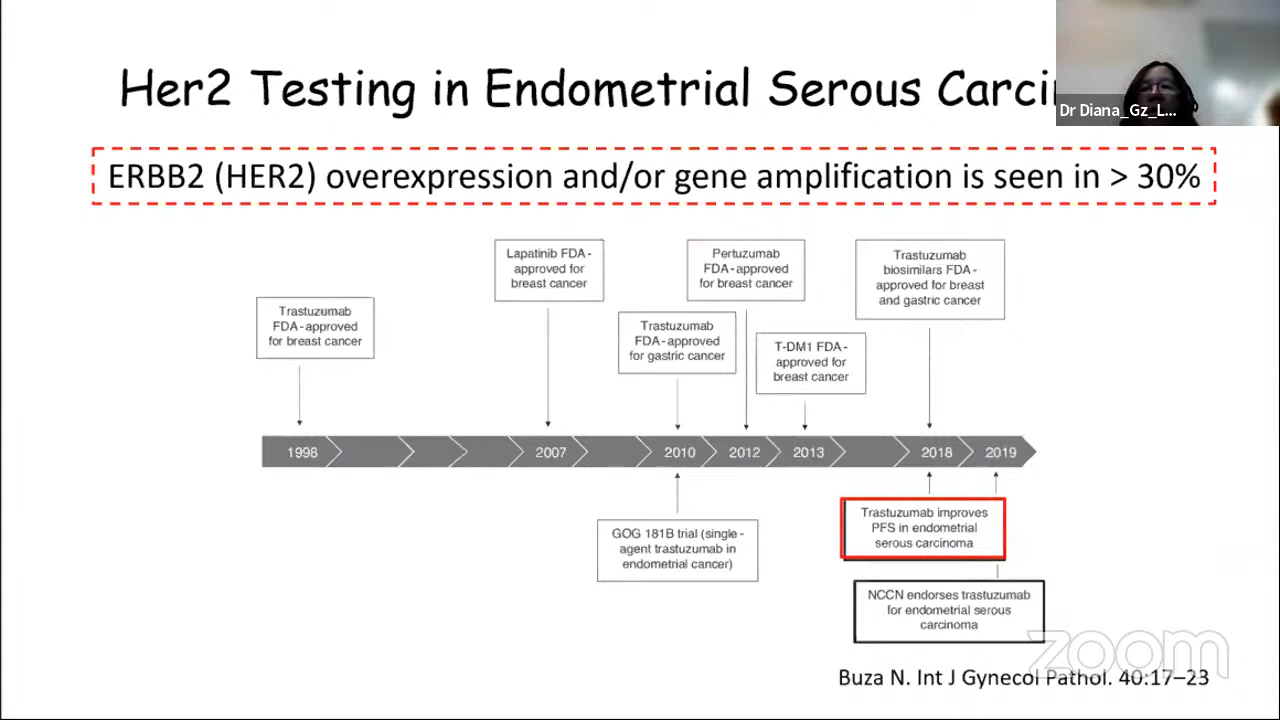 Her2 Testing in Endometrial Serous Carci
Dr Diana_Gz_L...
ERBB2 (HER2) overexpression and/or gene amplification is seen in > 30%
Trastuzumab
FDA-approved
for breast cancer
Lapatinib FDA-
approved for
breast cancer
Trastuzumab
FDA-approved
for gastric cancer
Pertuzumab
FDA-approved
for breast cancer
T-DM1 FDA-
approved for
breast cancer
Trastuzumab
biosimilars FDA-
approved for breast
and gastric cancer
1998 2007 2010 2012 2013 2018 2019
GOG 181B trial (single-
agent trastuzumab in
endometrial cancer)
Trastuzumab improves
PFS in endometrial
serous carcinoma
NCCN endorses trastuzumab
for endometrial serous
carcinoma
zoom
Buza N. Int J Gynecol Pathol. 40:17–23